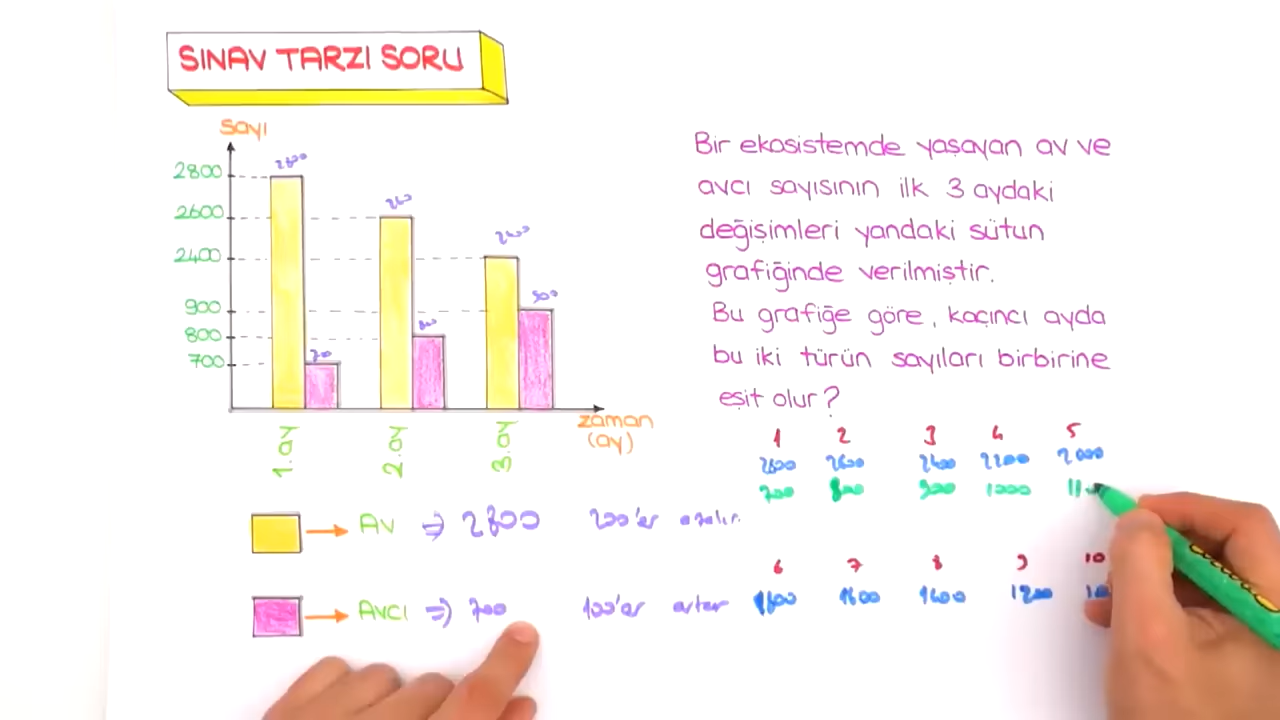 SINAV TARZI SORU
Sayı
2800
2600
2400
900
800
700
2800
700
2400
900
1.ay
2.ay
3.ay
zaman
(ay)
Bir ekosistemde yaşayan av ve
avcı sayısının ilk 3 aydaki
değişimleri yandaki sütun
grafiğinde verilmiştir.
Bu grafiğe göre, kaçıncı ayda
bu iki türün sayıları birbirine
eşit olur?
1 2 3 4 5
2800 2600 2400 2200 2000
700 800 900 1000
Av ⇒ 2800 200'er azalır.
Avcı ⇒ 700 100'er artar
6 7 8 9 10
1800 1600 1400 1200